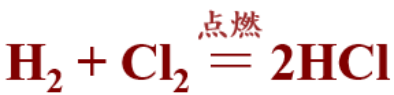 H₂ + Cl₂ 点燃 = 2HCl